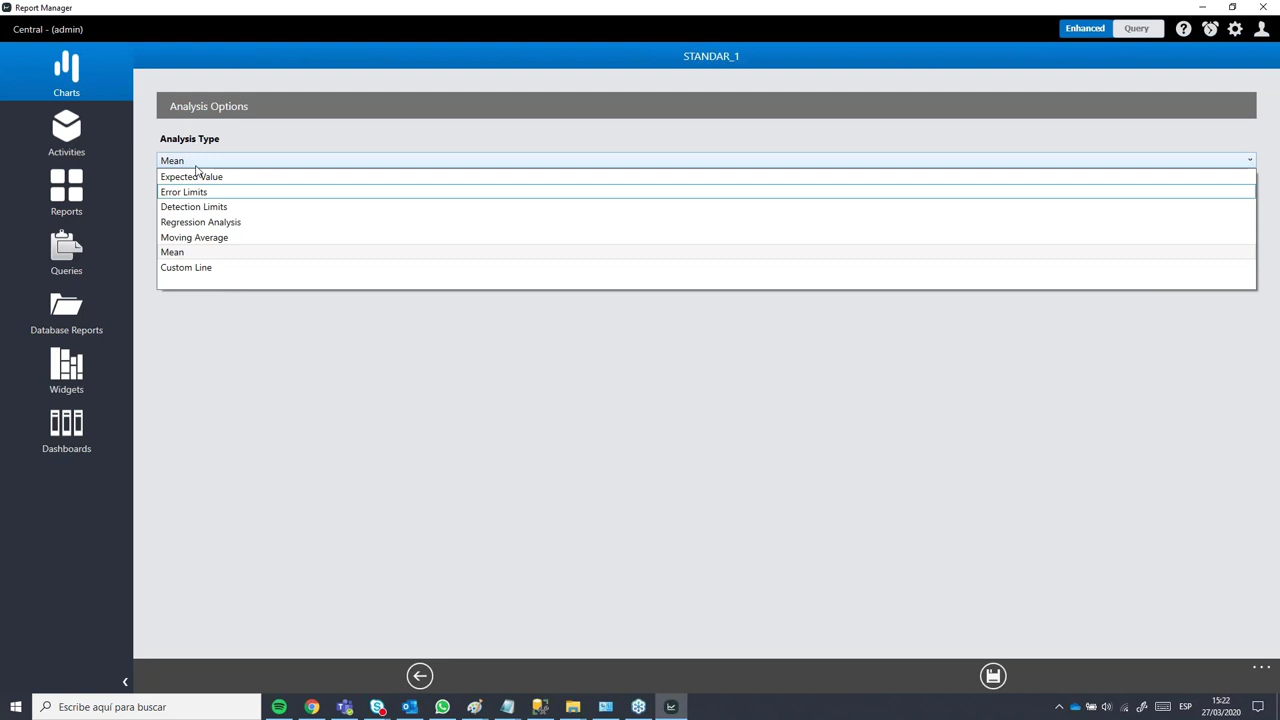 Report Manager
Central - (admin)
Enhanced
Query
STANDAR_1
Charts
Activities
Reports
Queries
Database Reports
Widgets
Dashboards
Analysis Options
Analysis Type
Mean
Expected Value
Error Limits
Detection Limits
Regression Analysis
Moving Average
Mean
Custom Line
Escribe aquí para buscar
ESP
15:22
27/03/2020